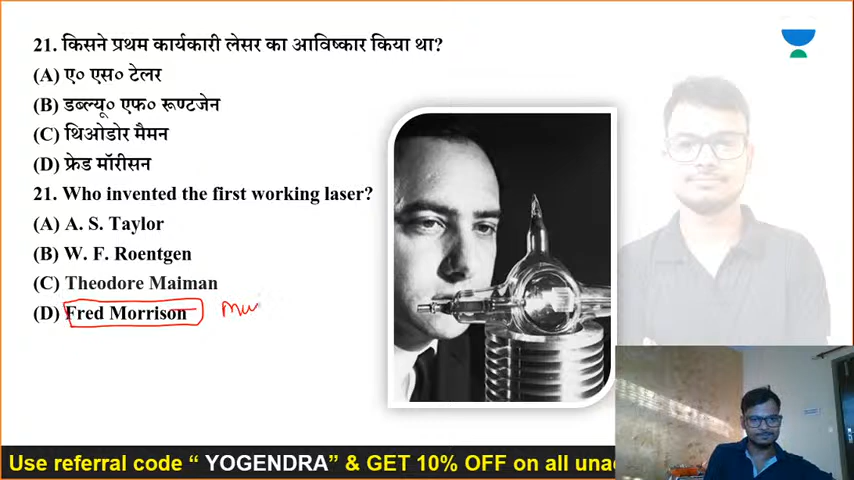 21. किसने प्रथम कार्यकारी लेसर का आविष्कार किया था?
(A) ए० एस० टेलर
(B) डब्ल्यू० एफ० रूण्टजेन
(C) थिओडोर मैमन
(D) फ्रेड मॉरीसन
21. Who invented the first working laser?
(A) A. S. Taylor
(B) W. F. Roentgen
(C) Theodore Maiman
(D) Fred Morrison
Use referral code “ YOGENDRA” & GET 10% OFF on all